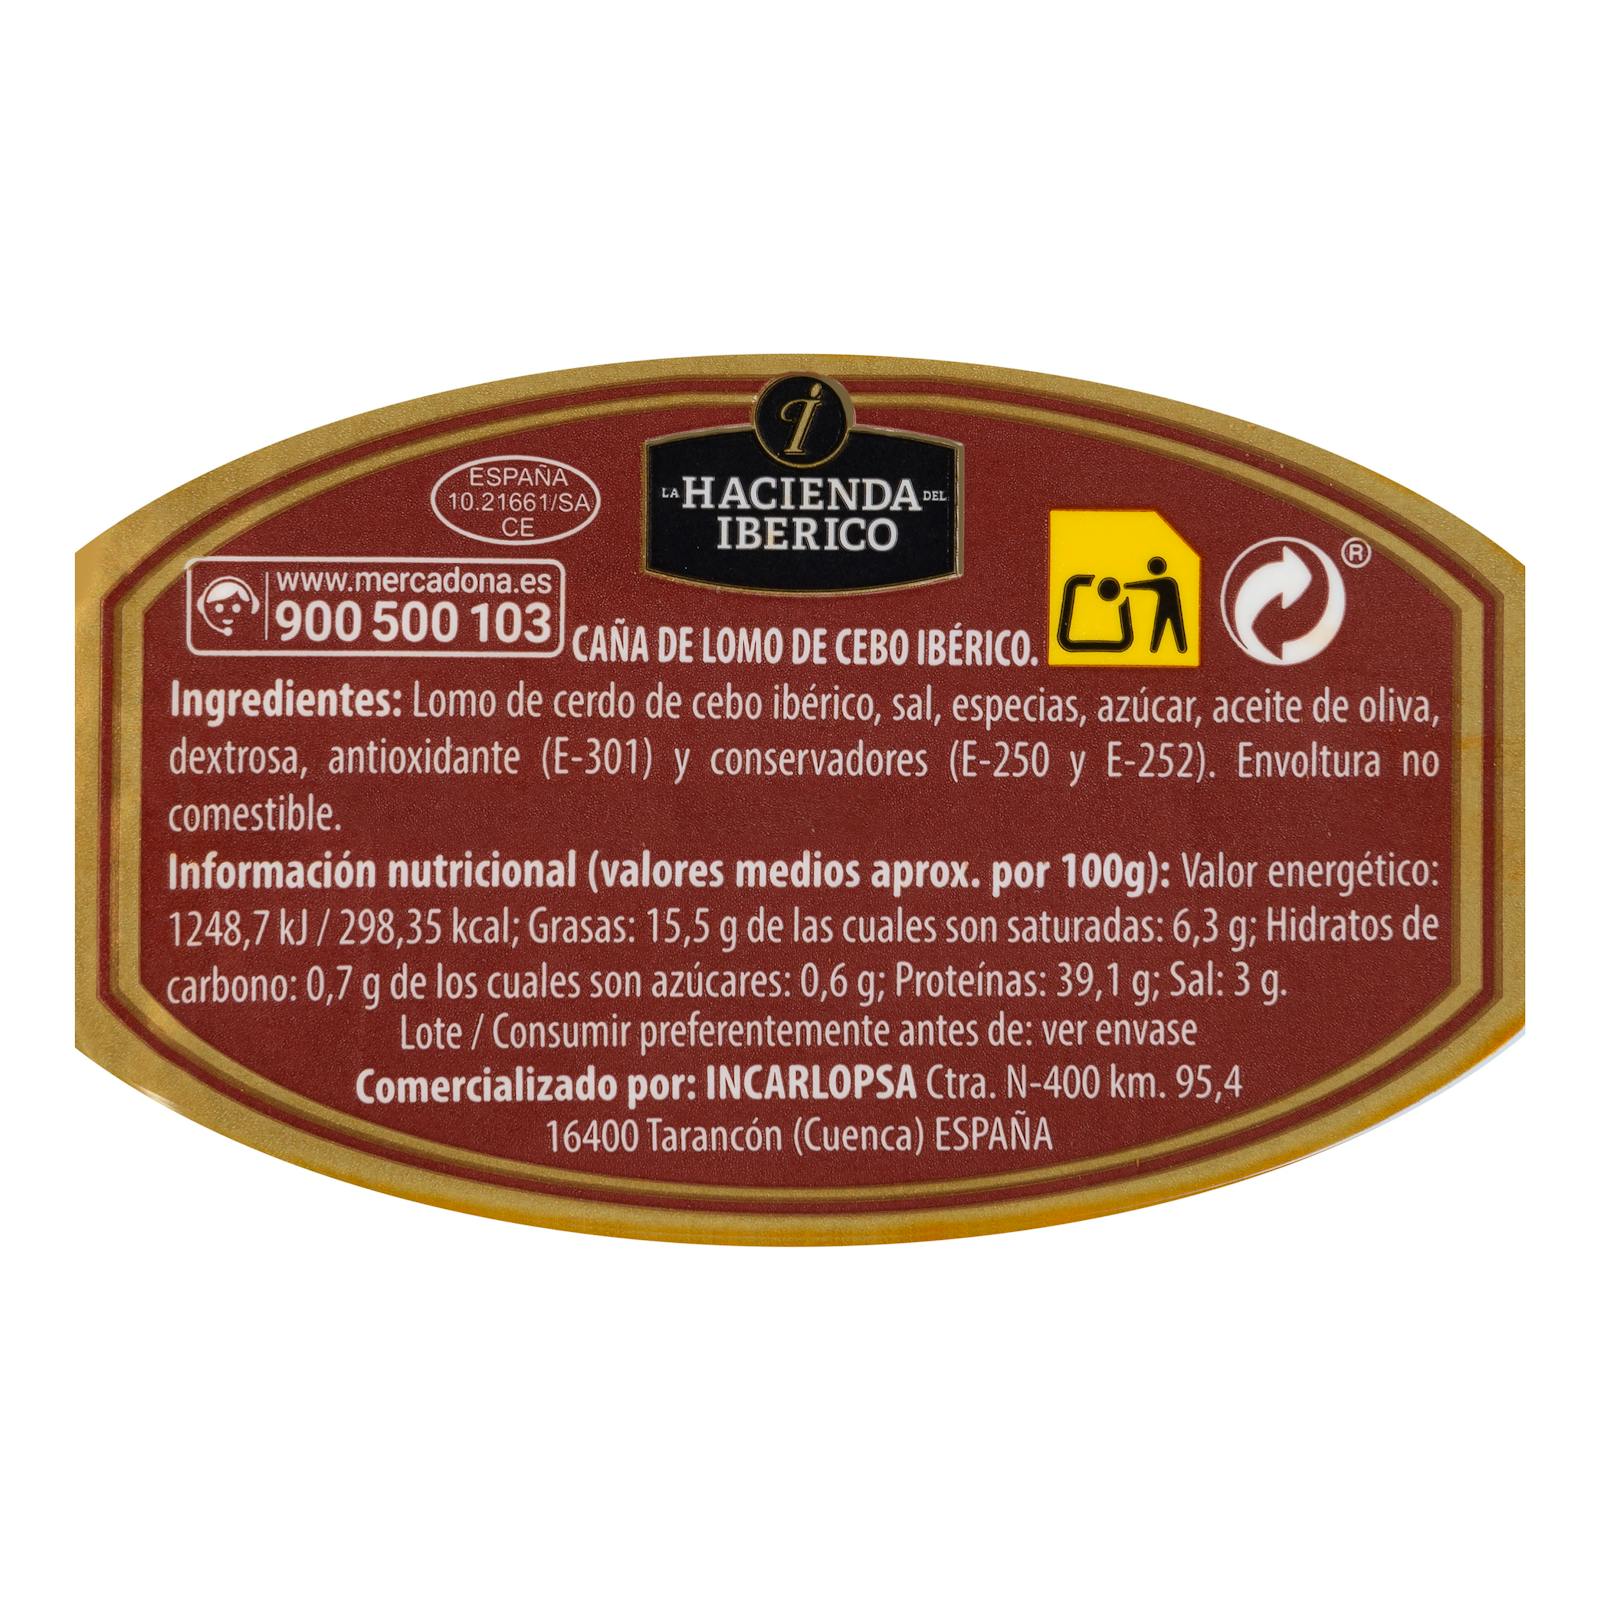 ESPAÑA
10.21661/SA
CE
LA HACIENDA DEL
IBERICO
www.mercadona.es
900 500 103
®
CAÑA DE LOMO DE CEBO IBÉRICO.
Ingredientes: Lomo de cerdo de cebo ibérico, sal, especias, azúcar, aceite de oliva,
dextrosa, antioxidante (E-301) y conservadores (E-250 y E-252). Envoltura no
comestible.
Información nutricional (valores medios aprox. por 100g): Valor energético:
1248,7 kJ / 298,35 kcal; Grasas: 15,5 g de las cuales son saturadas: 6,3 g; Hidratos de
carbono: 0,7 g de los cuales son azúcares: 0,6 g; Proteínas: 39,1 g; Sal: 3 g.
Lote / Consumir preferentemente antes de: ver envase
Comercializado por: INCARLOPSA Ctra. N-400 km. 95,4
16400 Tarancón (Cuenca) ESPAÑA